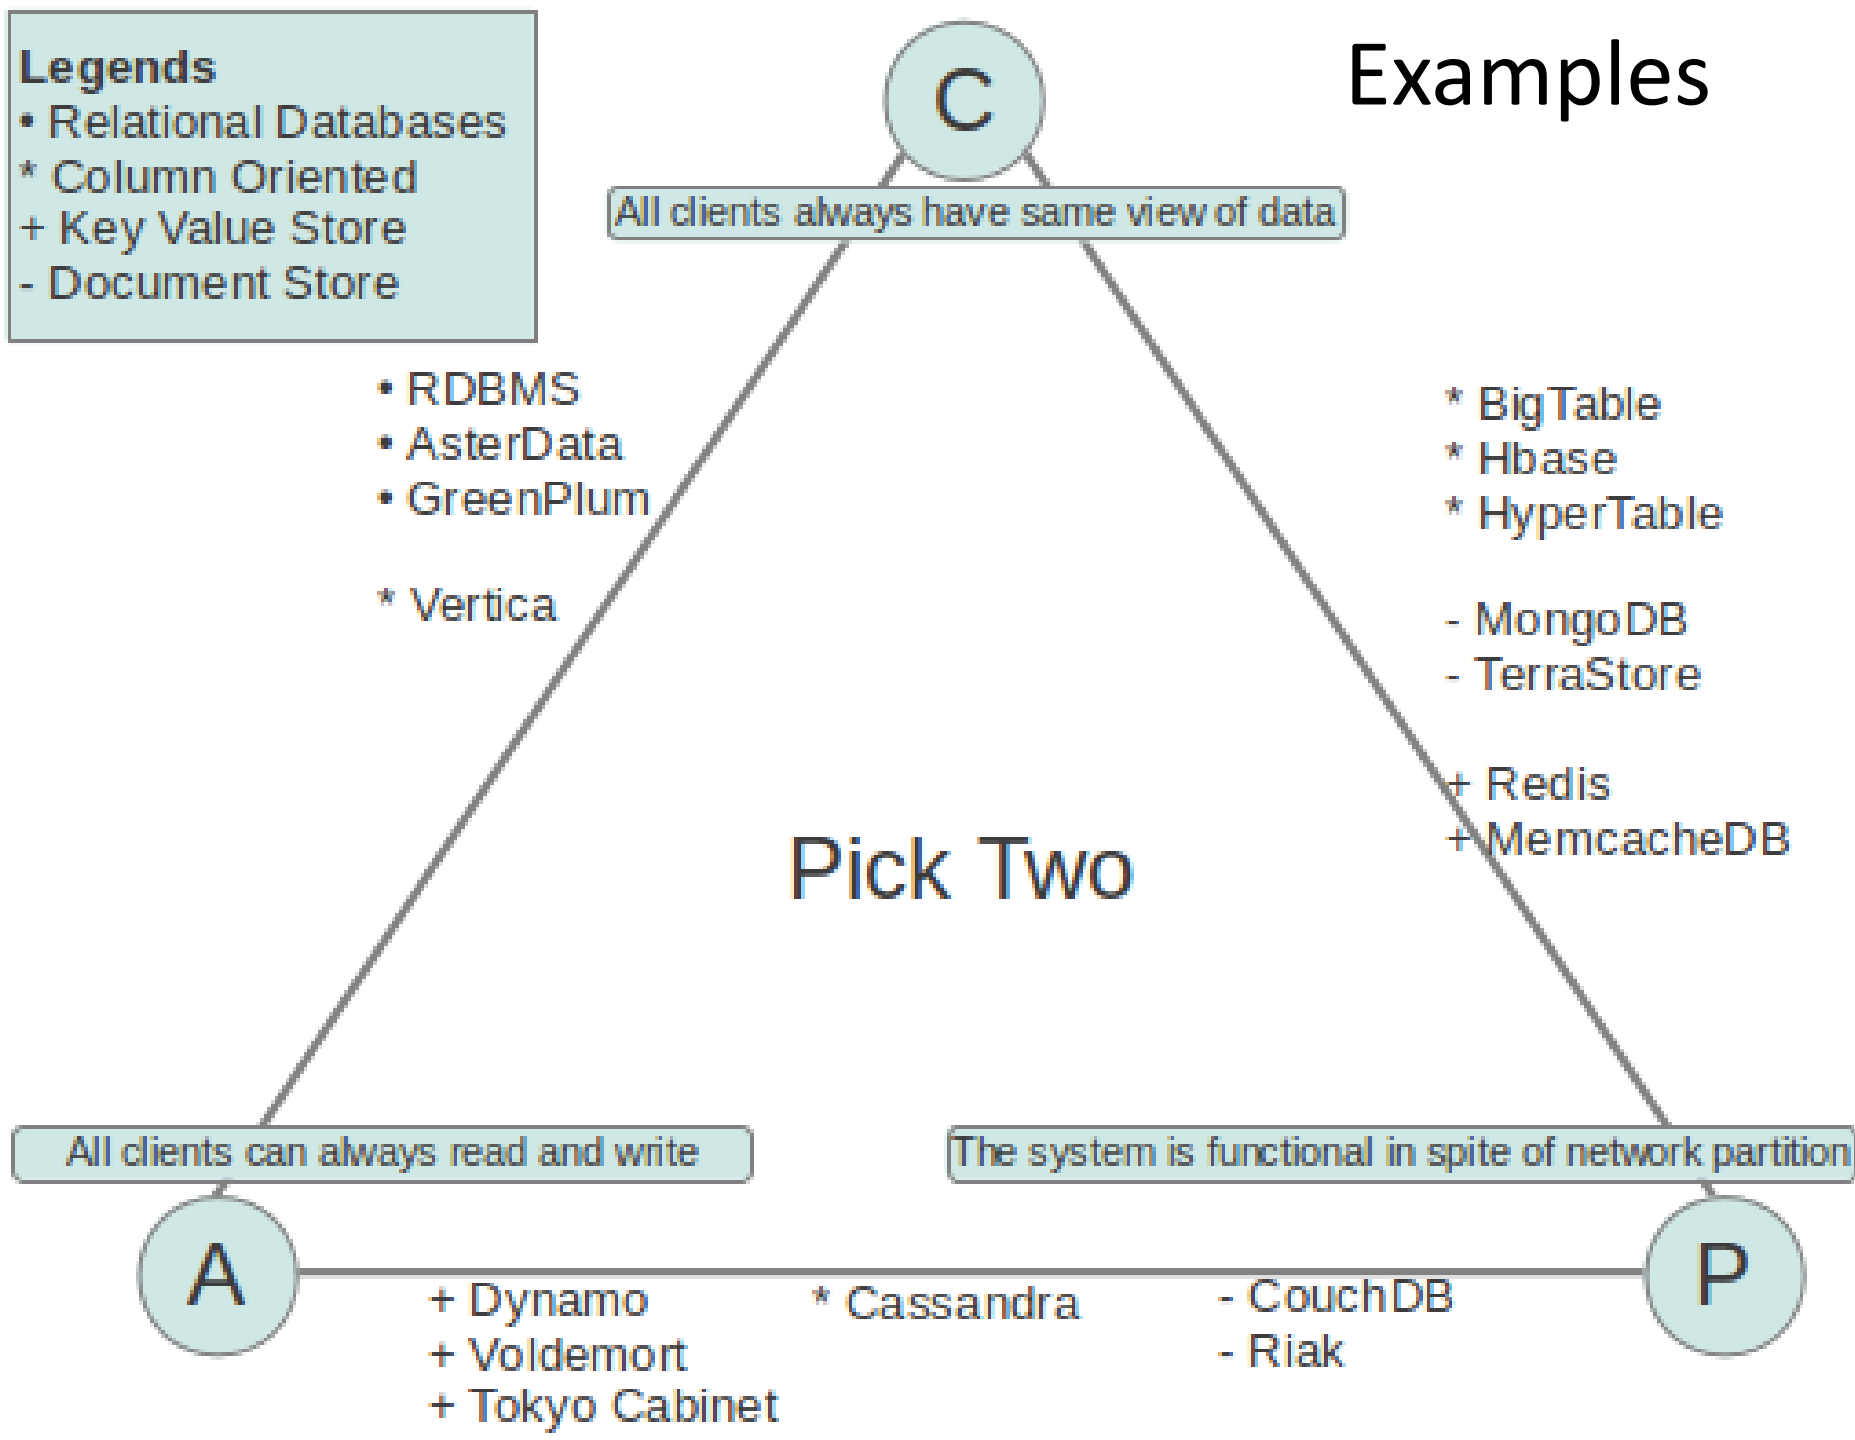 Legends
• Relational Databases
* Column Oriented
+ Key Value Store
- Document Store
C
Examples
All clients always have same view of data
• RDBMS
• AsterData
• GreenPlum
* Vertica
* BigTable
* Hbase
* HyperTable
- MongoDB
- TerraStore
+ Redis
+ MemcacheDB
Pick Two
All clients can always read and write
The system is functional in spite of network partition
A
P
+ Dynamo
+ Voldemort
+ Tokyo Cabinet
* Cassandra
- CouchDB
- Riak